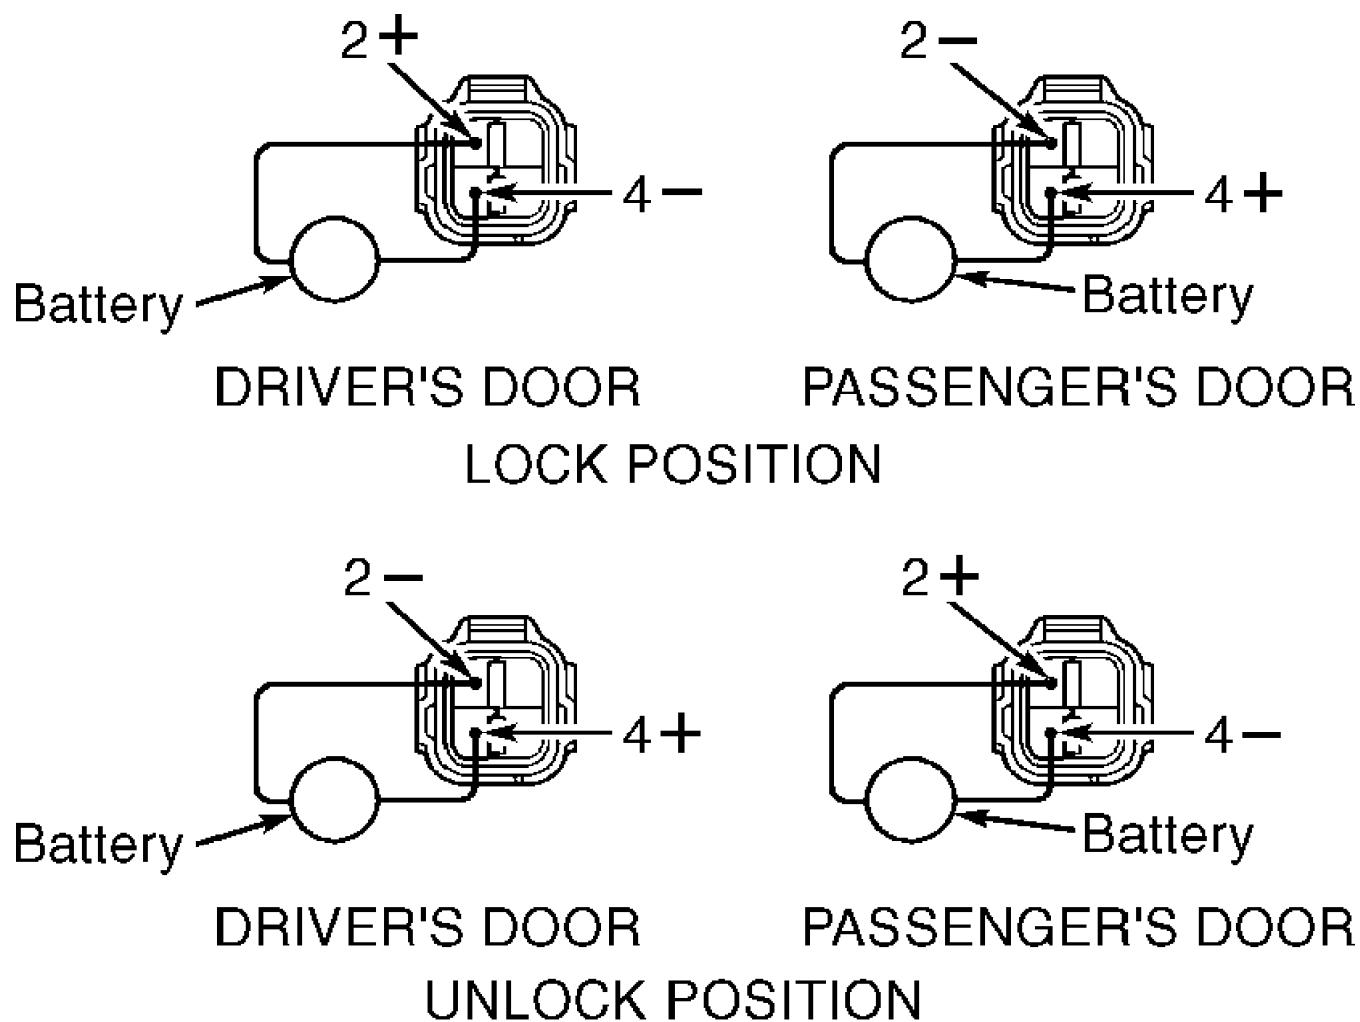 2+ 2−
4− 4+
Battery Battery
DRIVER'S DOOR PASSENGER'S DOOR
LOCK POSITION
2− 2+
4+ 4−
Battery Battery
DRIVER'S DOOR PASSENGER'S DOOR
UNLOCK POSITION